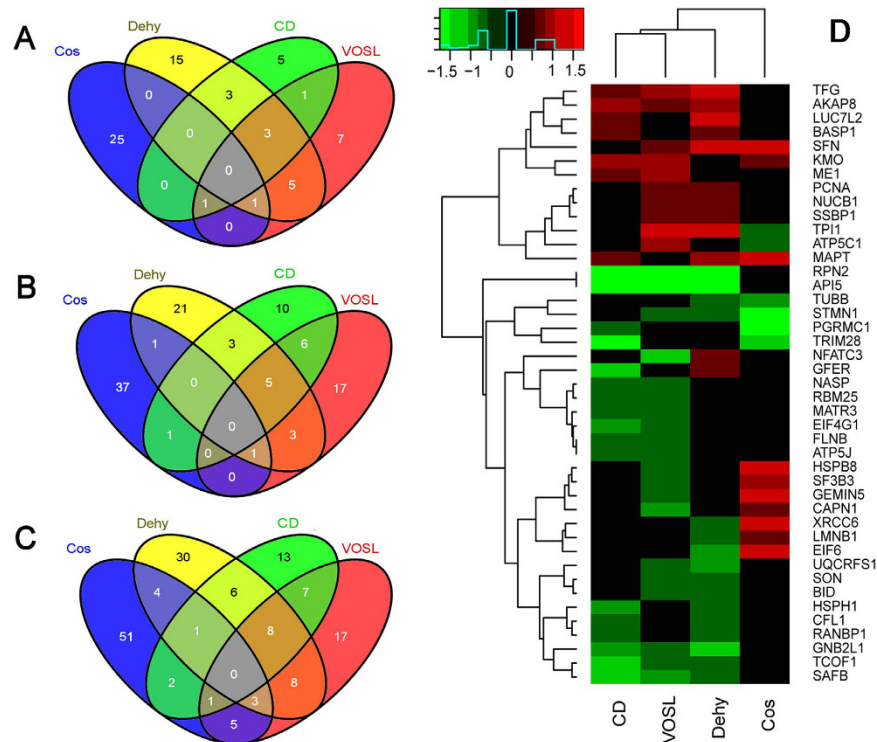 A
Dehy
CD
Cos
VOSL
15
5
0
3
1
25
0
3
7
0
0
5
1
1
0
−1.5 −1 0 1 1.5
D
B
Dehy
CD
Cos
VOSL
21
10
1
3
6
37
0
5
17
1
0
3
0
1
0
C
Dehy
CD
Cos
VOSL
30
13
4
6
7
51
1
8
17
2
0
8
1
3
5
TFG
AKAP8
LUC7L2
BASP1
SFN
KMO
ME1
PCNA
NUCB1
SSBP1
TPI1
ATP5C1
MAPT
RPN2
API5
TUBB
STMN1
PGRMC1
TRIM28
NFATC3
GFER
NASP
RBM25
MATR3
EIF4G1
FLNB
ATP5J
HSPB8
SF3B3
GEMIN5
CAPN1
XRCC6
LMNB1
EIF6
UQCRFS1
SON
BID
HSPH1
CFL1
RANBP1
GNB2L1
TCOF1
SAFB
CD
VOSL
Dehy
Cos